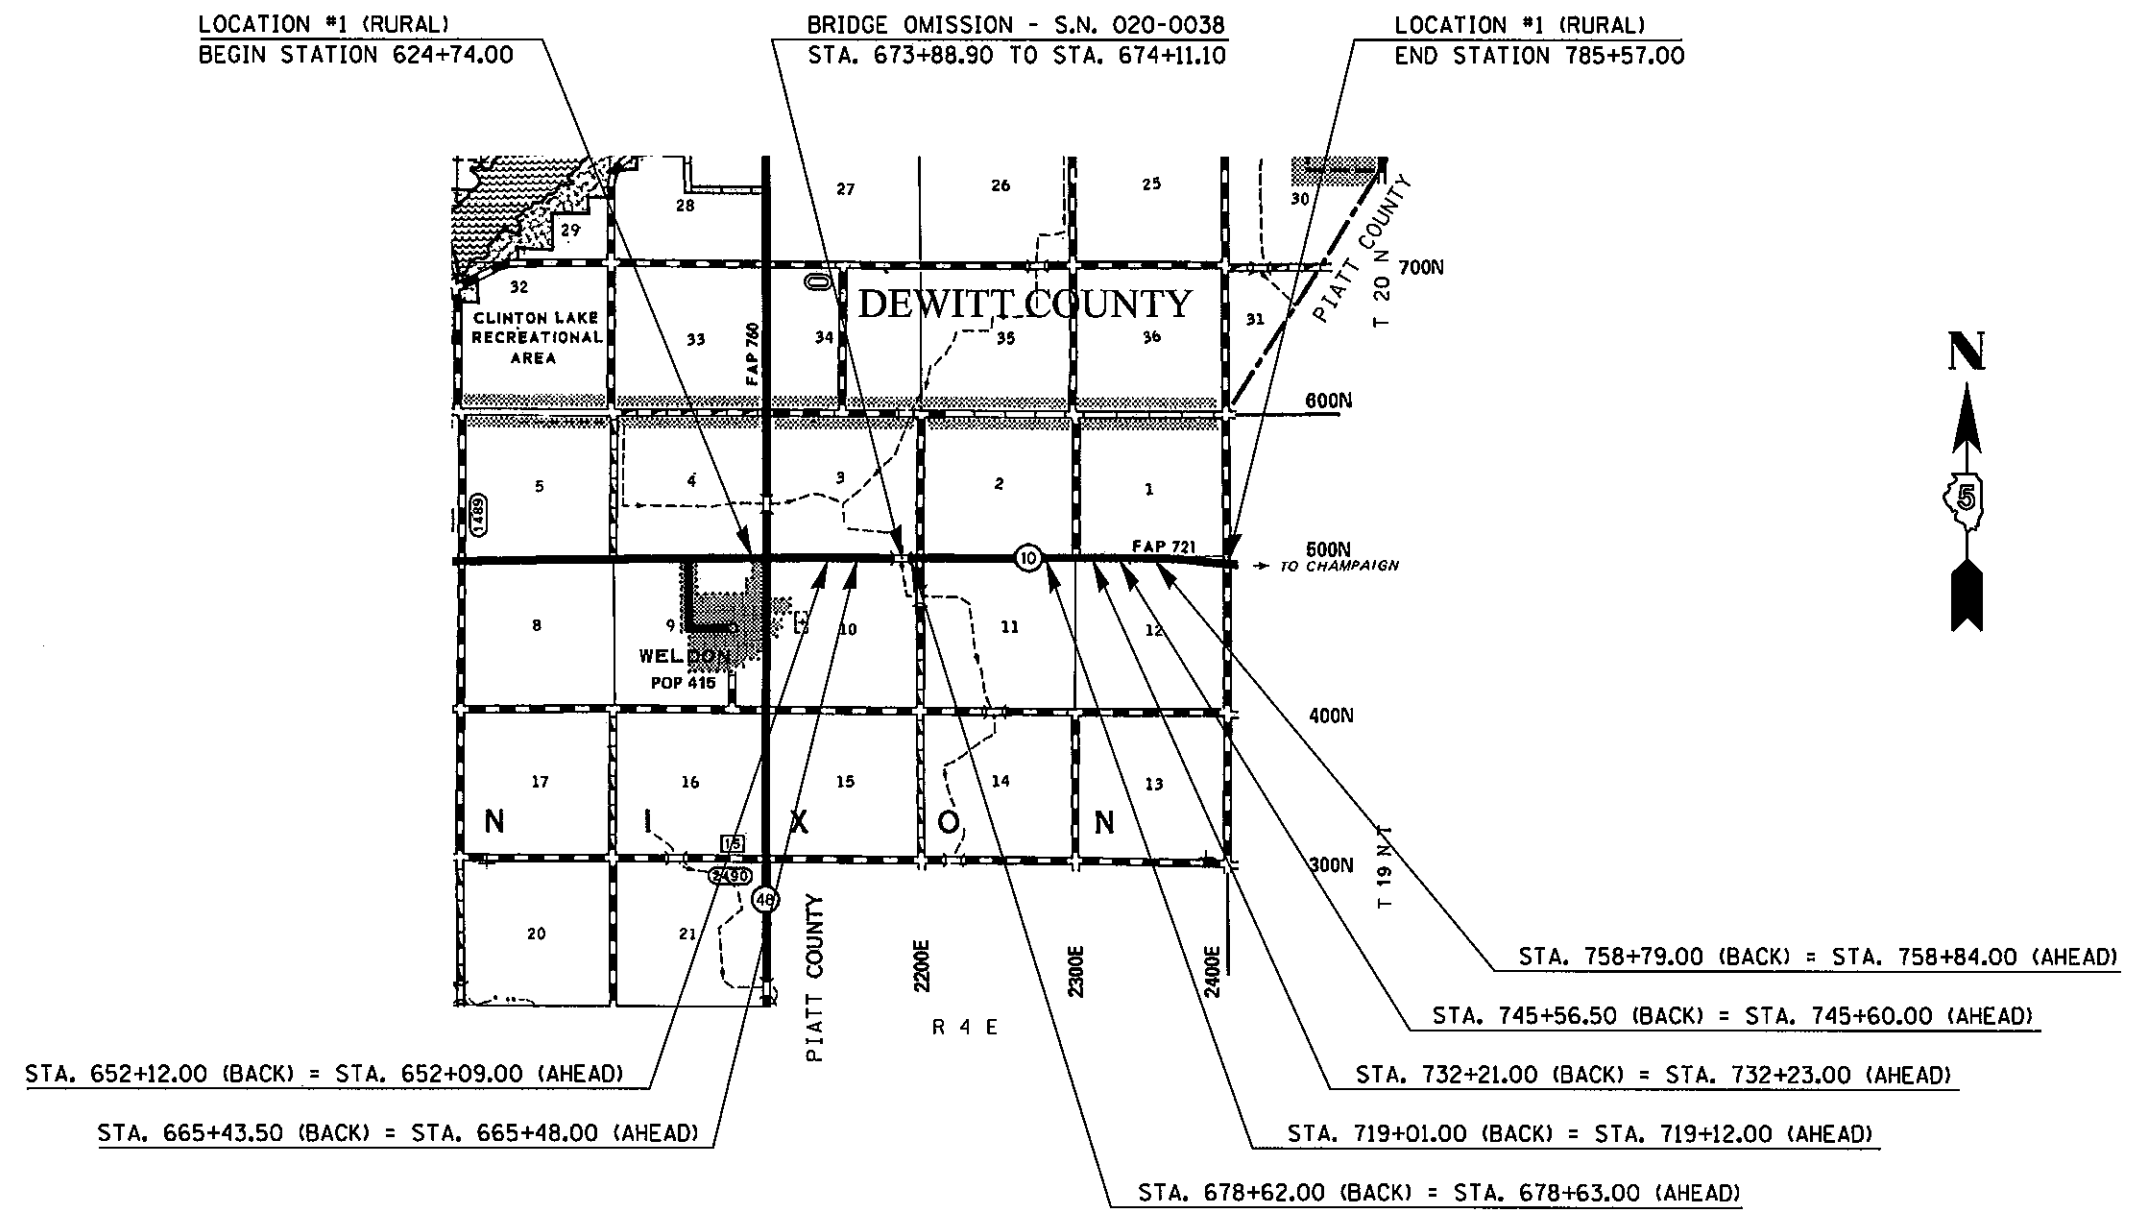 LOCATION #1 (RURAL)
BEGIN STATION 624+74.00
BRIDGE OMISSION - S.N. 020-0038
STA. 673+88.90 TO STA. 674+11.10
LOCATION #1 (RURAL)
END STATION 785+57.00
27
26
25
28
30
29
PIATT COUNTY
T 20 N
700N
32
CLINTON LAKE
RECREATIONAL
AREA
33
FAP 760
34
DEWITT COUNTY
35
36
31
N
600N
5
4
3
2
1
1489
5
10
FAP 721
500N
→ TO CHAMPAIGN
8
9
10
11
12
WELDON
POP 415
400N
17
16
15
14
13
N I X O N
15
2490
300N
T 19 N
48
20
21
PIATT COUNTY
2200E
2300E
2400E
R 4 E
STA. 758+79.00 (BACK) = STA. 758+84.00 (AHEAD)
STA. 745+56.50 (BACK) = STA. 745+60.00 (AHEAD)
STA. 652+12.00 (BACK) = STA. 652+09.00 (AHEAD)
STA. 732+21.00 (BACK) = STA. 732+23.00 (AHEAD)
STA. 665+43.50 (BACK) = STA. 665+48.00 (AHEAD)
STA. 719+01.00 (BACK) = STA. 719+12.00 (AHEAD)
STA. 678+62.00 (BACK) = STA. 678+63.00 (AHEAD)